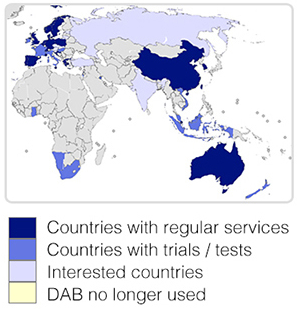 Countries with regular services
Countries with trials / tests
Interested countries
DAB no longer used